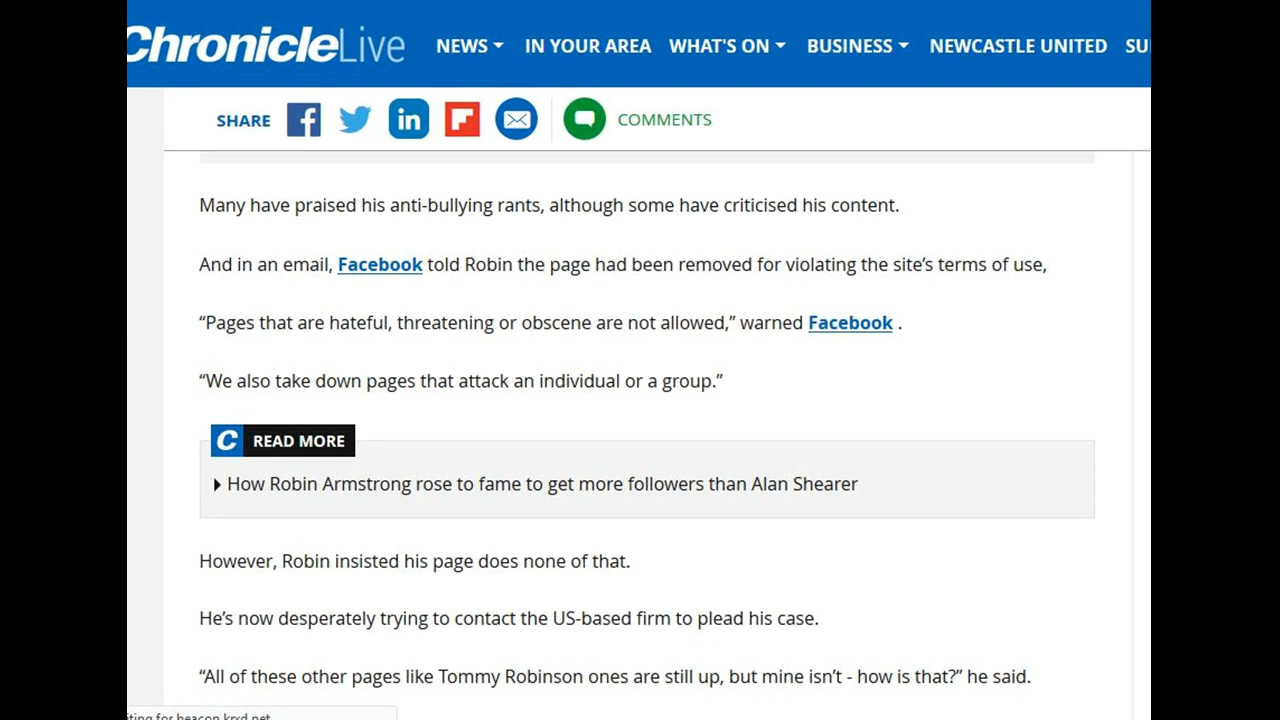 ChronicleLive NEWS IN YOUR AREA WHAT'S ON BUSINESS NEWCASTLE UNITED SU
SHARE COMMENTS
Many have praised his anti-bullying rants, although some have criticised his content.
And in an email, Facebook told Robin the page had been removed for violating the site’s terms of use,
“Pages that are hateful, threatening or obscene are not allowed,” warned Facebook .
“We also take down pages that attack an individual or a group.”
C READ MORE
How Robin Armstrong rose to fame to get more followers than Alan Shearer
However, Robin insisted his page does none of that.
He’s now desperately trying to contact the US-based firm to plead his case.
“All of these other pages like Tommy Robinson ones are still up, but mine isn’t - how is that?” he said.
iting for beacon.krxd.net